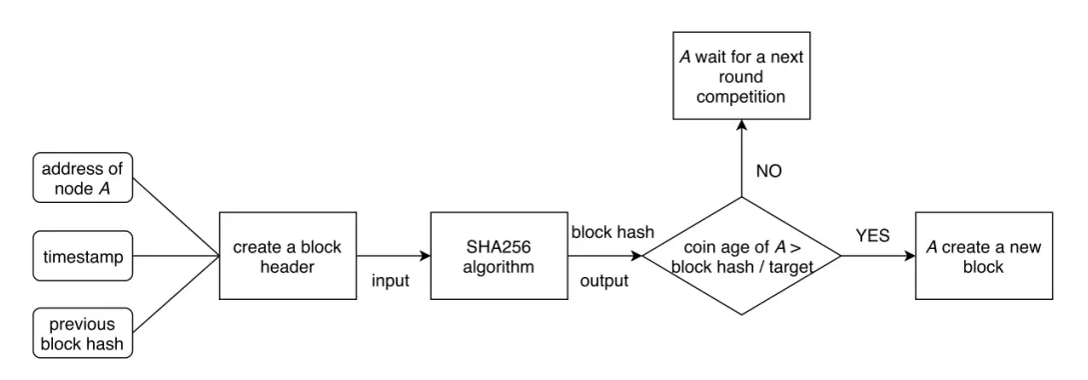 A wait for a next
round
competition
address of
node A
NO
timestamp
create a block
header
input
SHA256
algorithm
block hash
output
coin age of A >
block hash / target
YES
A create a new
block
previous
block hash